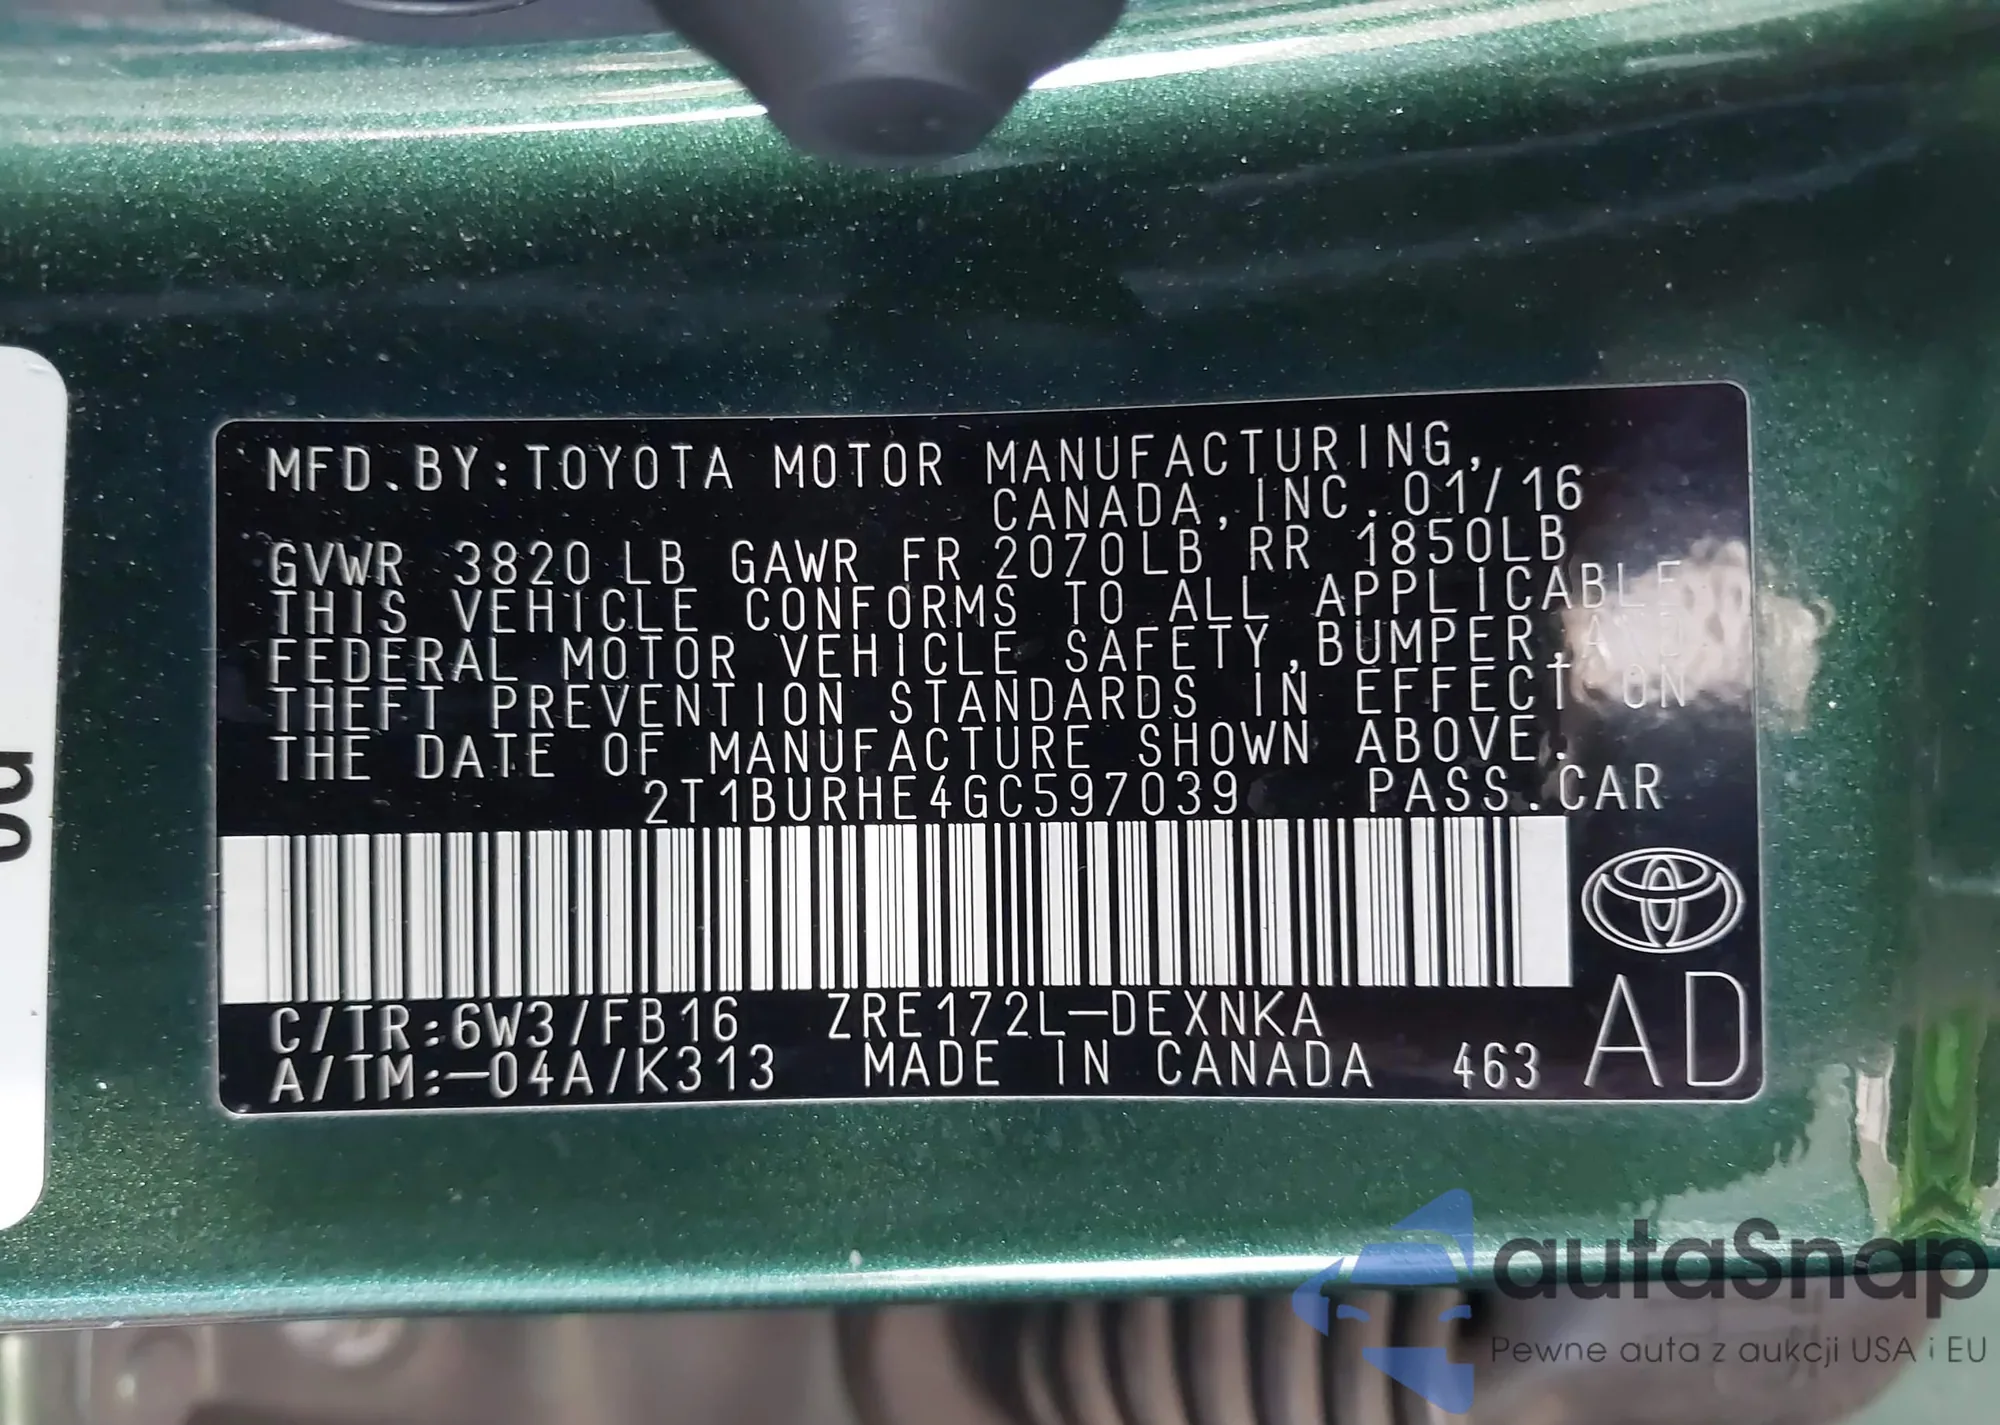 MFD.BY:TOYOTA MOTOR MANUFACTURING,
CANADA,INC.01/16
GVWR 3820LB GAWR FR 2070LB RR 1850LB
THIS VEHICLE CONFORMS TO ALL APPLICABLE
FEDERAL MOTOR VEHICLE SAFETY,BUMPER,AND
THEFT PREVENTION STANDARDS IN EFFECT ON
THE DATE OF MANUFACTURE SHOWN ABOVE.
2T1BURHE4GC597039 PASS.CAR
C/TR:6W3/FB16 ZRE172L-DEXNKA
A/TM:-04A/K313 MADE IN CANADA 463
AD
autaSnap
Pewne auta z aukcji USA i EU